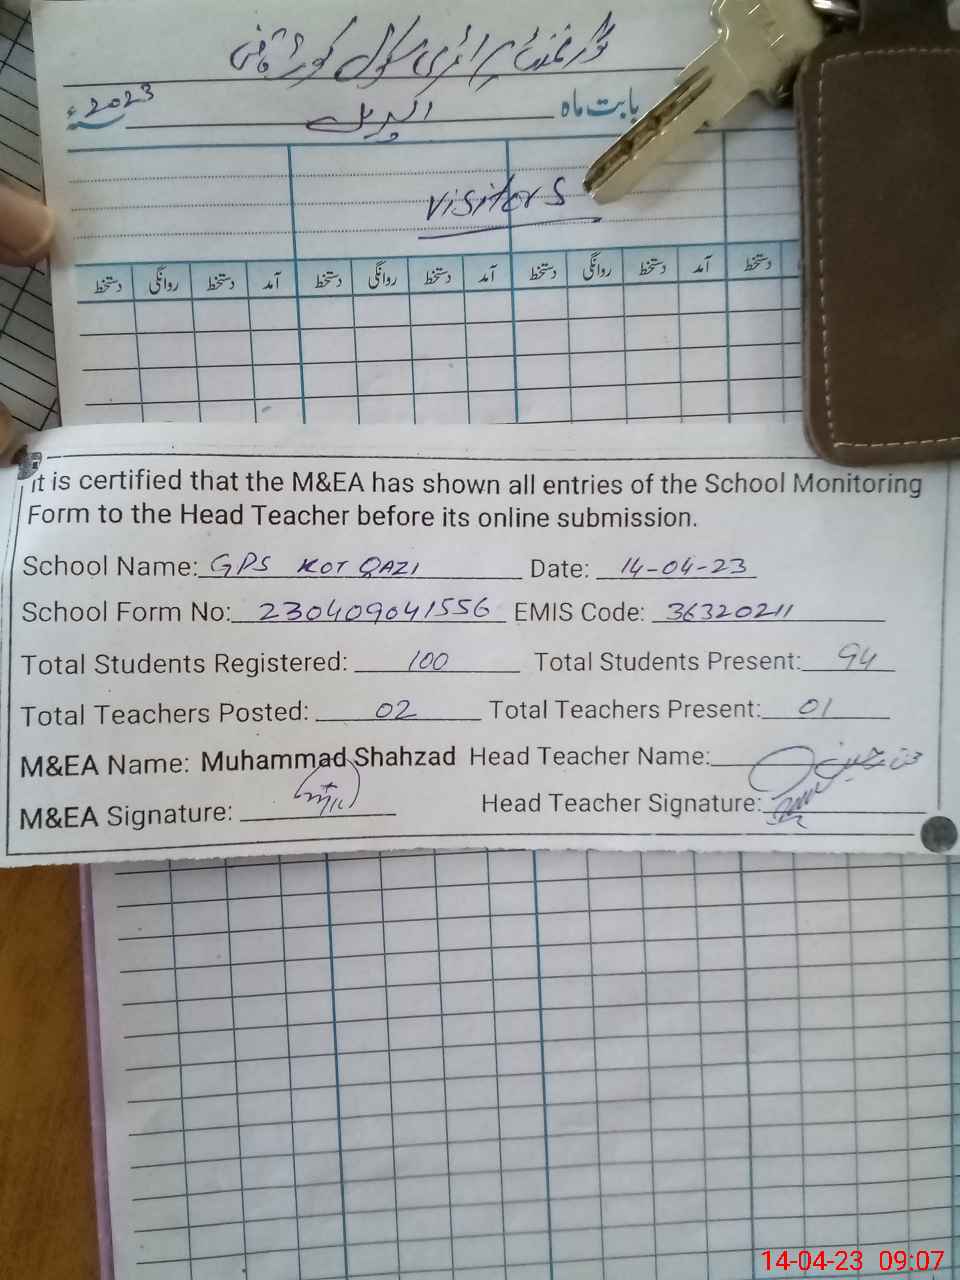 گورنمنٹ پرائمری سکول کوٹ قاضی
بابت ماہ اپریل 2023ء
visitors
دستخط آمد دستخط روانگی دستخط آمد دستخط روانگی دستخط آمد دستخط روانگی دستخط
it is certified that the M&EA has shown all entries of the School Monitoring
Form to the Head Teacher before its online submission.
School Name: GPS KOT QAZI Date: 14-04-23
School Form No: 230409041556 EMIS Code: 36320211
Total Students Registered: 100 Total Students Present: 94
Total Teachers Posted: 02 Total Teachers Present: 01
M&EA Name: Muhammad Shahzad Head Teacher Name:
M&EA Signature: Head Teacher Signature:
14-04-23 09:07